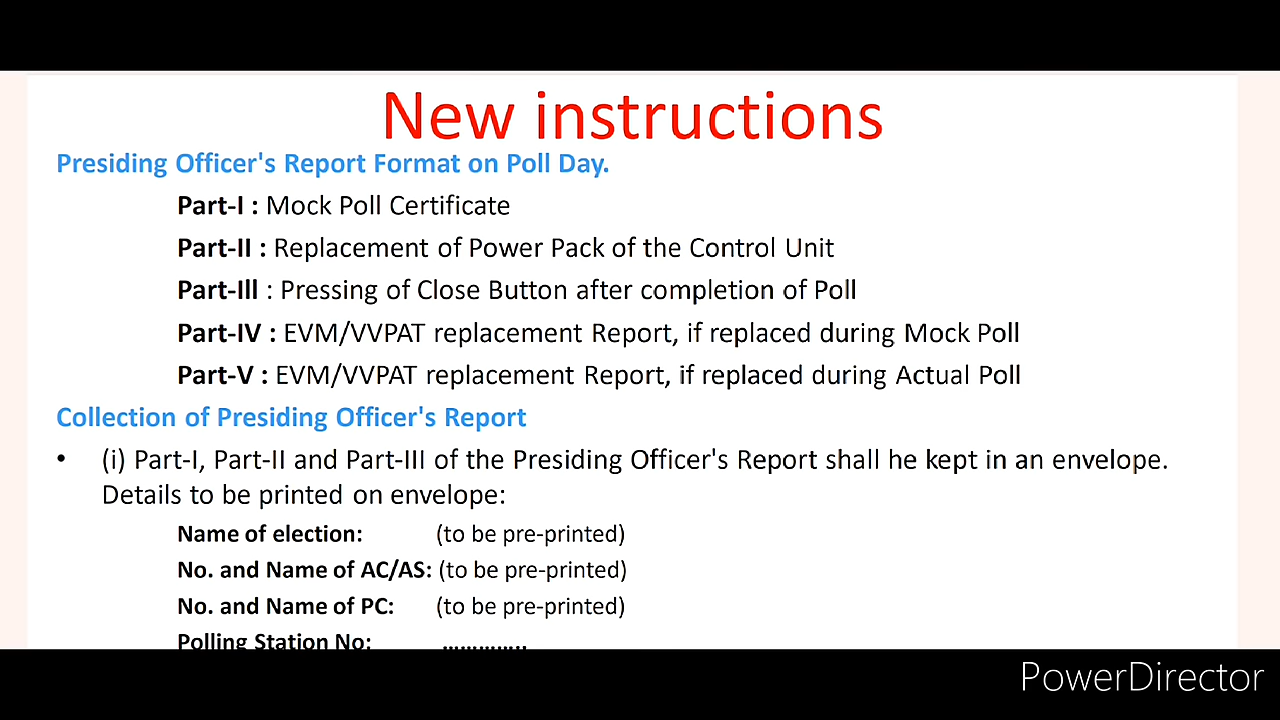 New instructions
Presiding Officer's Report Format on Poll Day.
Part-I : Mock Poll Certificate
Part-II : Replacement of Power Pack of the Control Unit
Part-Ill : Pressing of Close Button after completion of Poll
Part-IV : EVM/VVPAT replacement Report, if replaced during Mock Poll
Part-V : EVM/VVPAT replacement Report, if replaced during Actual Poll
Collection of Presiding Officer's Report
• (i) Part-I, Part-II and Part-III of the Presiding Officer's Report shall he kept in an envelope.
Details to be printed on envelope:
Name of election: (to be pre-printed)
No. and Name of AC/AS: (to be pre-printed)
No. and Name of PC: (to be pre-printed)
Polling Station No: …………..
PowerDirector